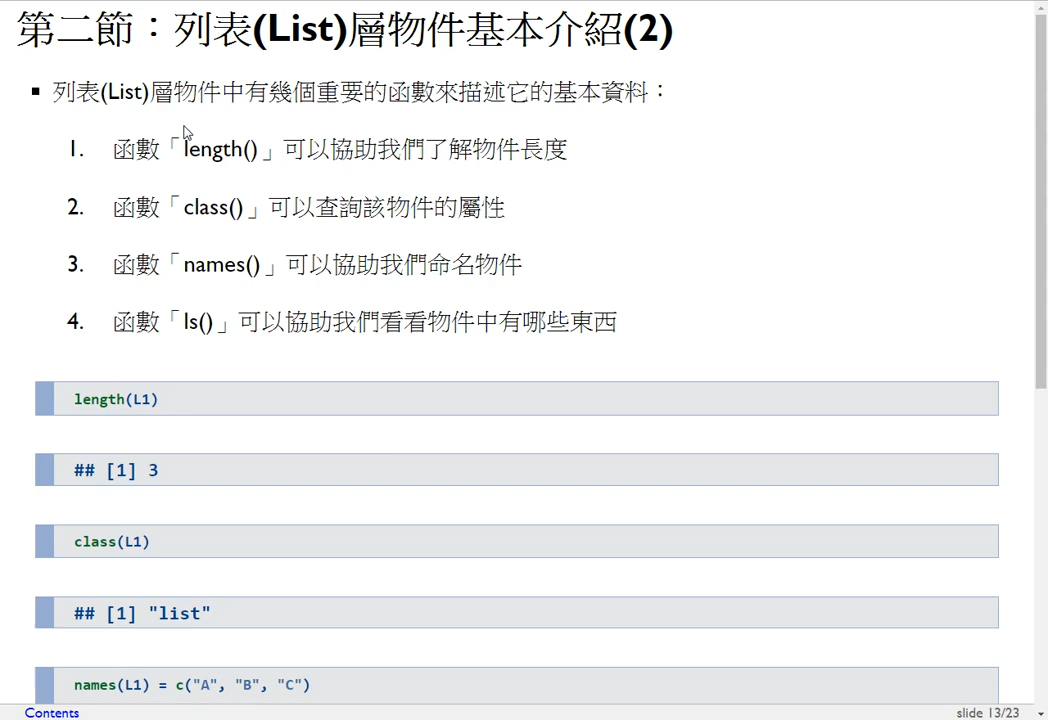 第二節：列表(List)層物件基本介紹(2)
▪ 列表(List)層物件中有幾個重要的函數來描述它的基本資料：
1. 函數「length()」可以協助我們了解物件長度
2. 函數「class()」可以查詢該物件的屬性
3. 函數「names()」可以協助我們命名物件
4. 函數「ls()」可以協助我們看看物件中有哪些東西
length(L1)
## [1] 3
class(L1)
## [1] "list"
names(L1) = c("A", "B", "C")
Contents
slide 13/23